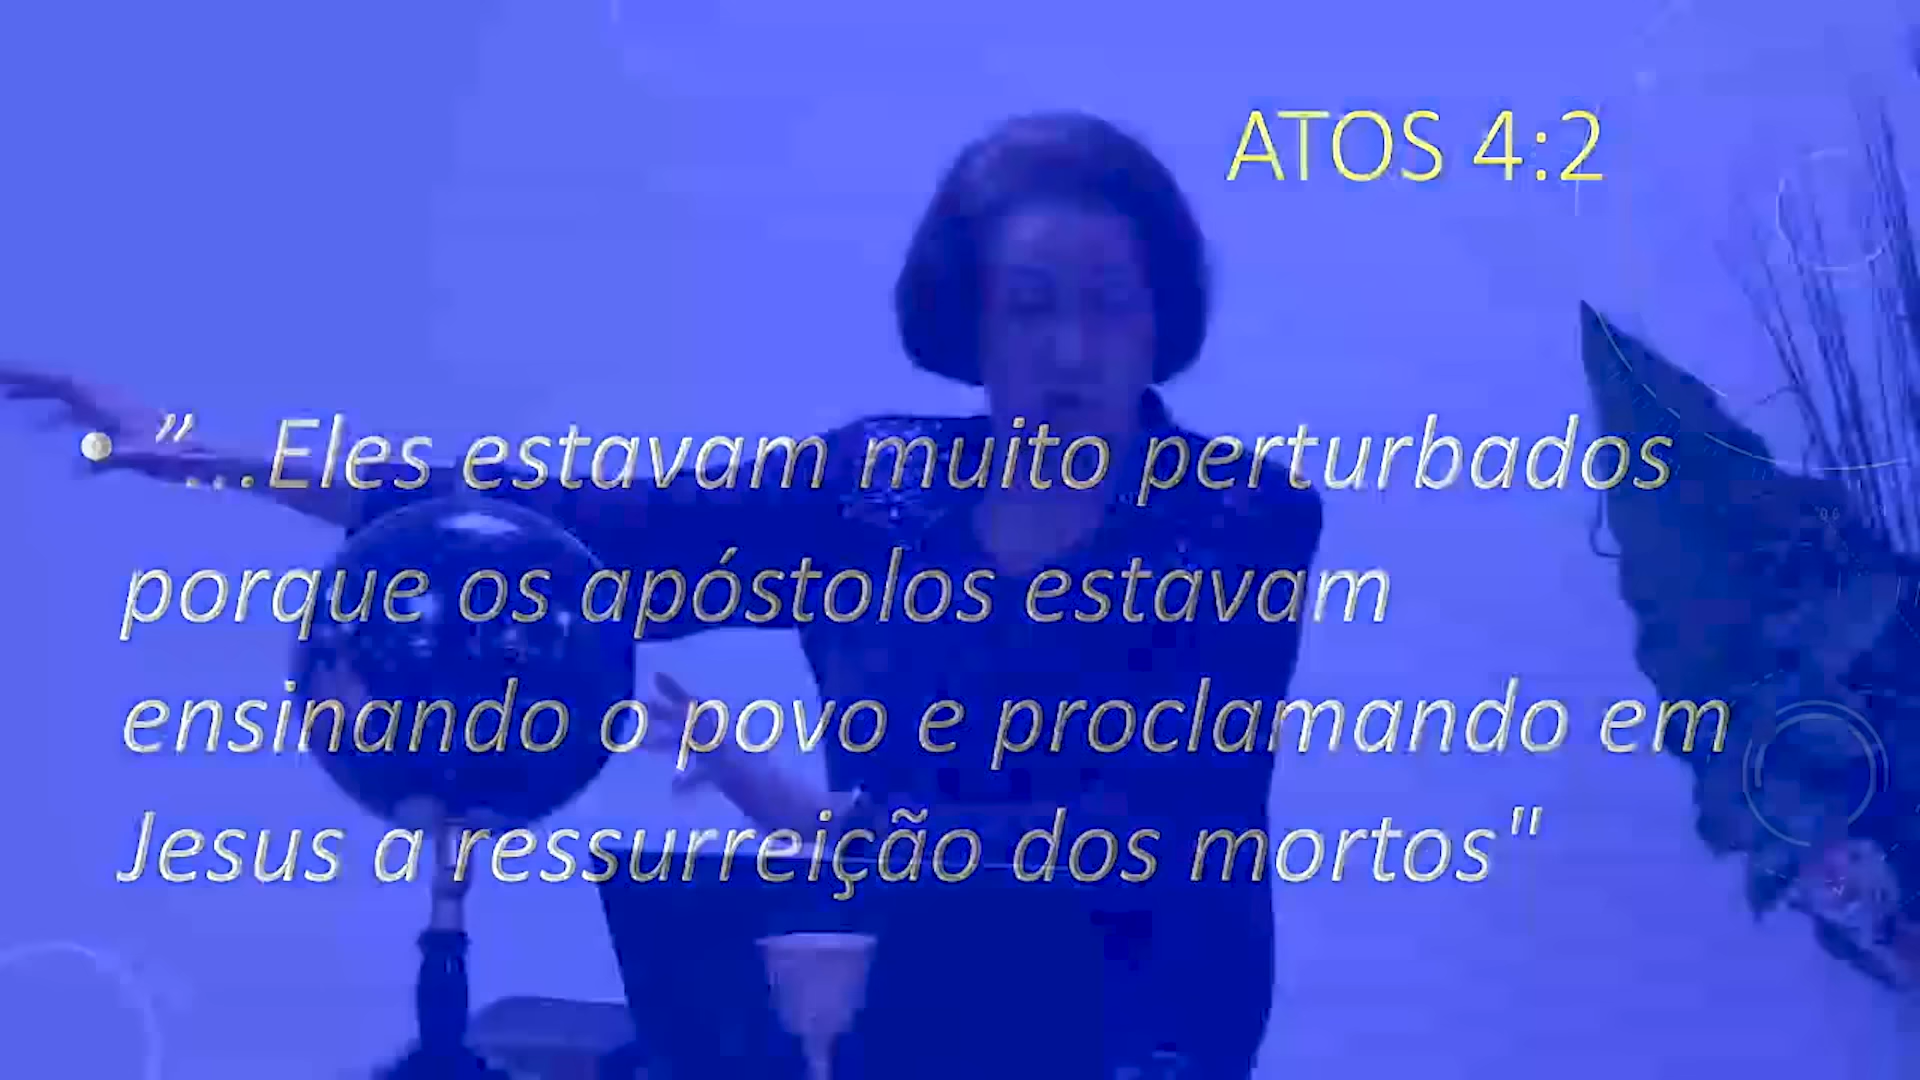 ATOS 4:2
• ”...Eles estavam muito perturbados
porque os apóstolos estavam
ensinando o povo e proclamando em
Jesus a ressurreição dos mortos"